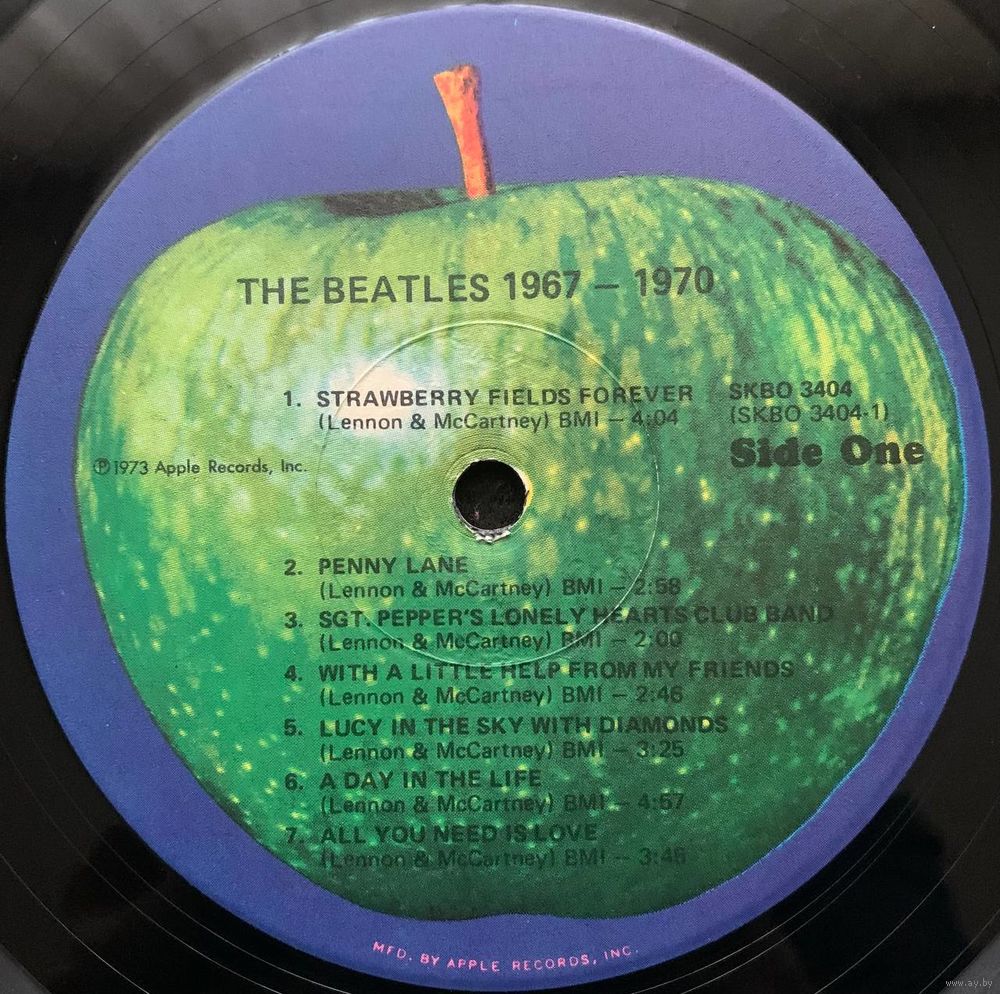 THE BEATLES 1967 — 1970
1. STRAWBERRY FIELDS FOREVER
(Lennon & McCartney) BMI — 4:04
SKBO 3404
(SKBO 3404-1)
Side One
Ⓟ1973 Apple Records, Inc.
2. PENNY LANE
(Lennon & McCartney) BMI — 2:58
3. SGT. PEPPER'S LONELY HEARTS CLUB BAND
(Lennon & McCartney) BMI — 2:00
4. WITH A LITTLE HELP FROM MY FRIENDS
(Lennon & McCartney) BMI — 2:46
5. LUCY IN THE SKY WITH DIAMONDS
(Lennon & McCartney) BMI — 3:25
6. A DAY IN THE LIFE
(Lennon & McCartney) BMI — 4:57
7. ALL YOU NEED IS LOVE
(Lennon & McCartney) BMI — 3:46
MFD. BY APPLE RECORDS, INC.
www.ay.by